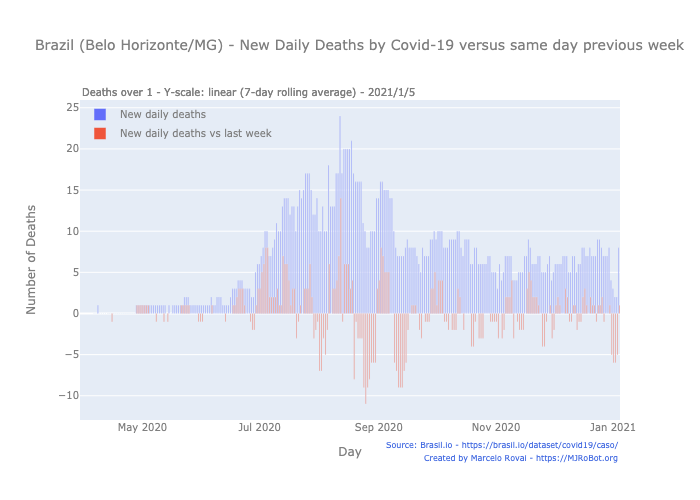 Brazil (Belo Horizonte/MG) - New Daily Deaths by Covid-19 versus same day previous week
Deaths over 1 - Y-scale: linear (7-day rolling average) - 2021/1/5
New daily deaths
New daily deaths vs last week
Number of Deaths
25
20
15
10
5
0
−5
−10
May 2020
Jul 2020
Sep 2020
Nov 2020
Jan 2021
Day
Source: Brasil.io - https://brasil.io/dataset/covid19/caso/
Created by Marcelo Rovai - https://MJRoBot.org